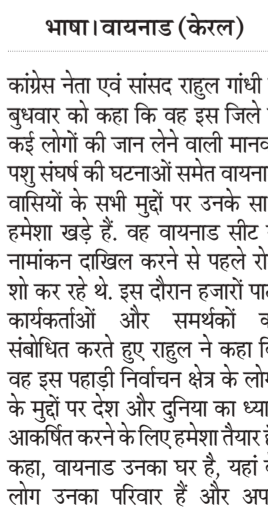 भाषा। वायनाड (केरल)
कांग्रेस नेता एवं सांसद राहुल गांधी
बुधवार को कहा कि वह इस जिले
कई लोगों की जान लेने वाली मानव
पशु संघर्ष की घटनाओं समेत वायना
वासियों के सभी मुद्दों पर उनके सा
हमेशा खड़े हैं. वह वायनाड सीट
नामांकन दाखिल करने से पहले रो
शो कर रहे थे. इस दौरान हजारों पा
कार्यकर्ताओं और समर्थकों
संबोधित करते हुए राहुल ने कहा
वह इस पहाड़ी निर्वाचन क्षेत्र के लो
के मुद्दों पर देश और दुनिया का ध्या
आकर्षित करने के लिए हमेशा तैयार
कहा, वायनाड उनका घर है, यहां
लोग उनका परिवार हैं और अप